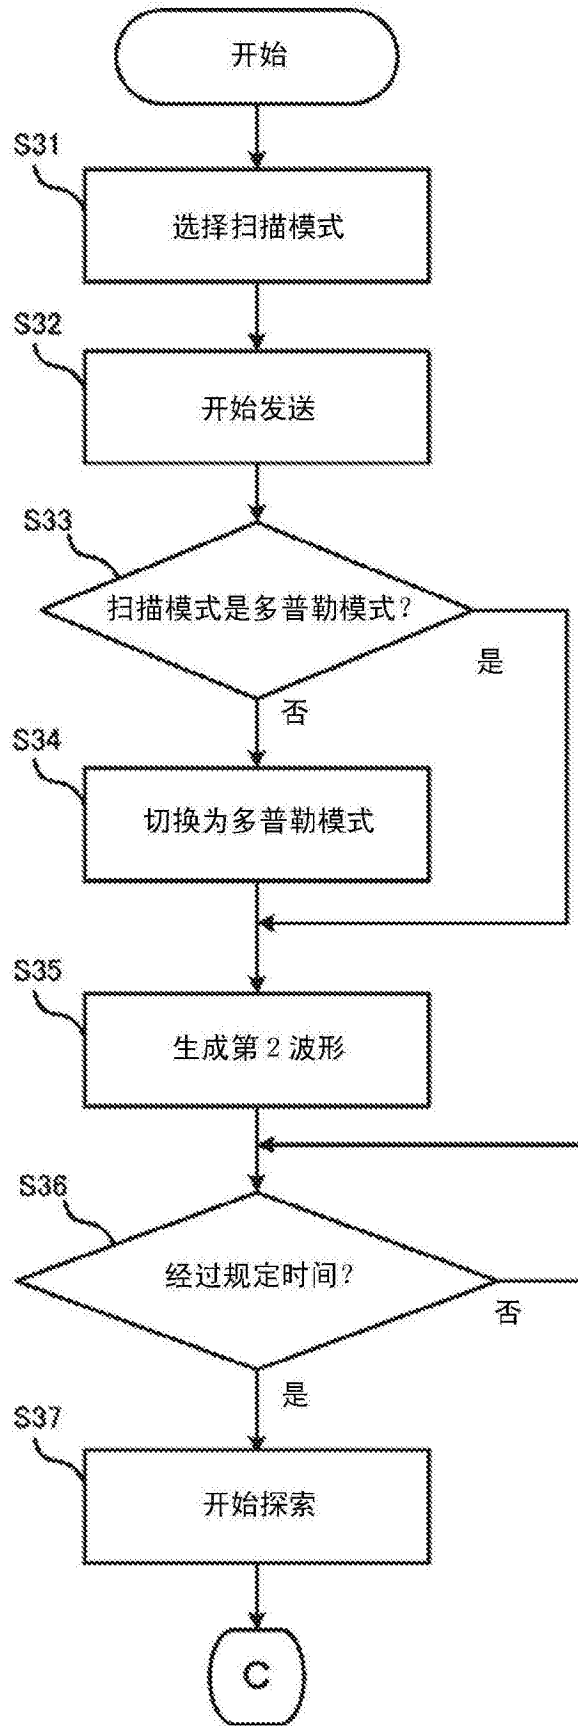 开始
S31
选择扫描模式
S32
开始发送
S33
扫描模式是多普勒模式?
是
否
S34
切换为多普勒模式
S35
生成第2波形
S36
经过规定时间?
否
是
S37
开始探索
C